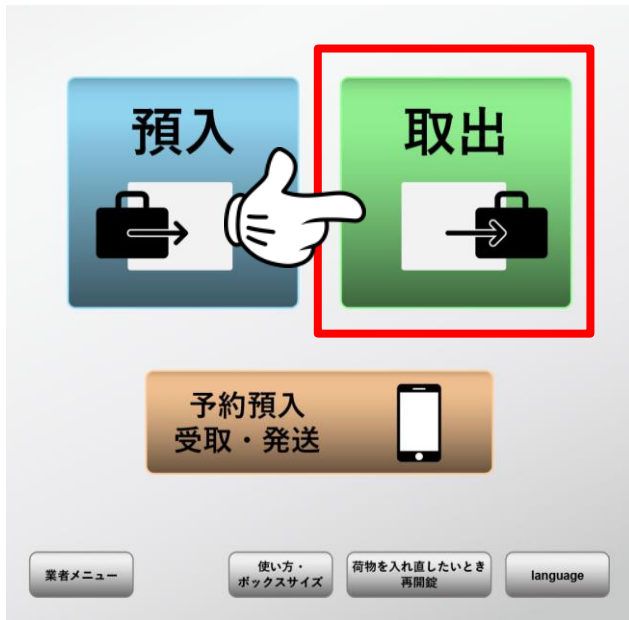 預入
取出
予約預入
受取・発送
業者メニュー
使い方・
ボックスサイズ
荷物を入れ直したいとき
再開錠
language